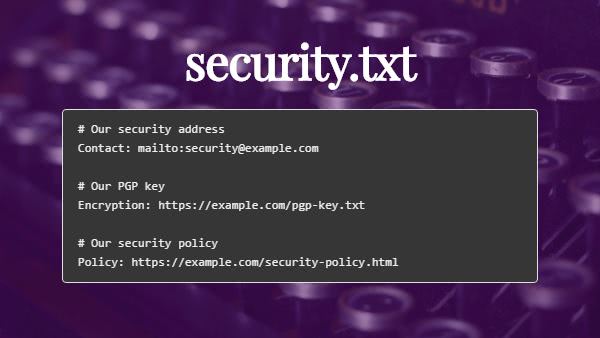 security.txt
# Our security address
Contact: mailto:security@example.com
# Our PGP key
Encryption: https://example.com/pgp-key.txt
# Our security policy
Policy: https://example.com/security-policy.html